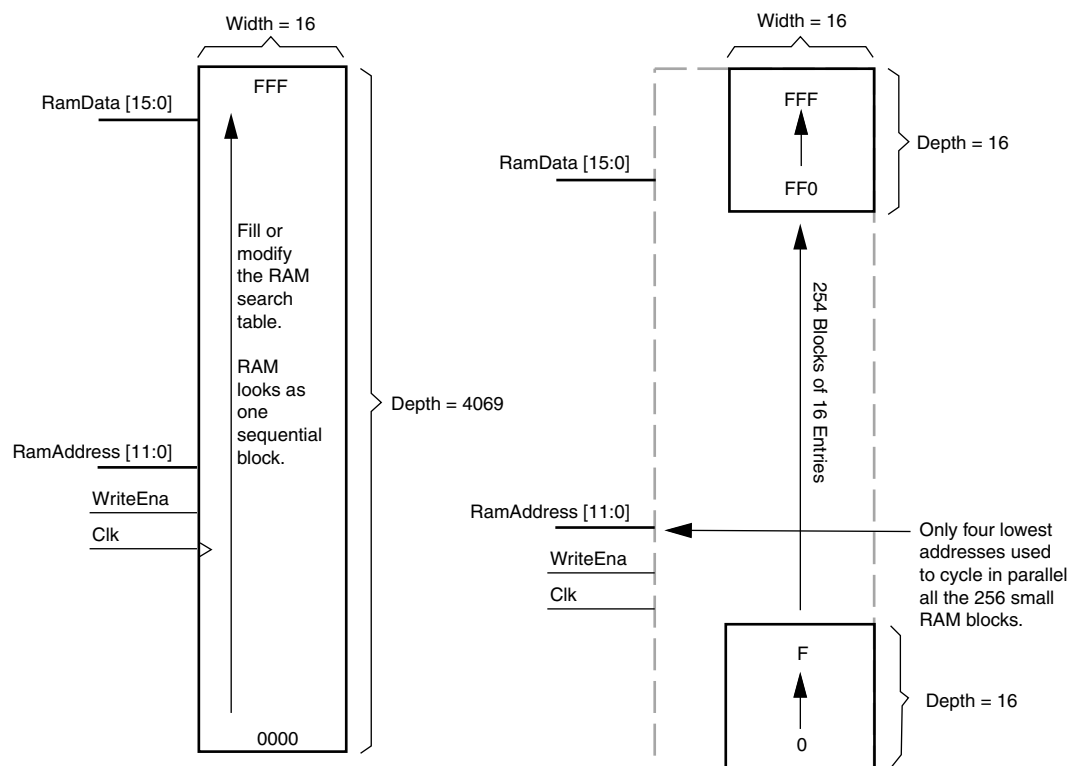 Width = 16
FFF
RamData [15:0]
Fill or
modify
the RAM
search
table.
RAM
looks as
one
sequential
block.
Depth = 4069
RamAddress [11:0]
WriteEna
Clk
0000
Width = 16
FFF
FF0
Depth = 16
RamData [15:0]
254 Blocks of 16 Entries
RamAddress [11:0]
WriteEna
Clk
Only four lowest
addresses used
to cycle in parallel
all the 256 small
RAM blocks.
F
0
Depth = 16